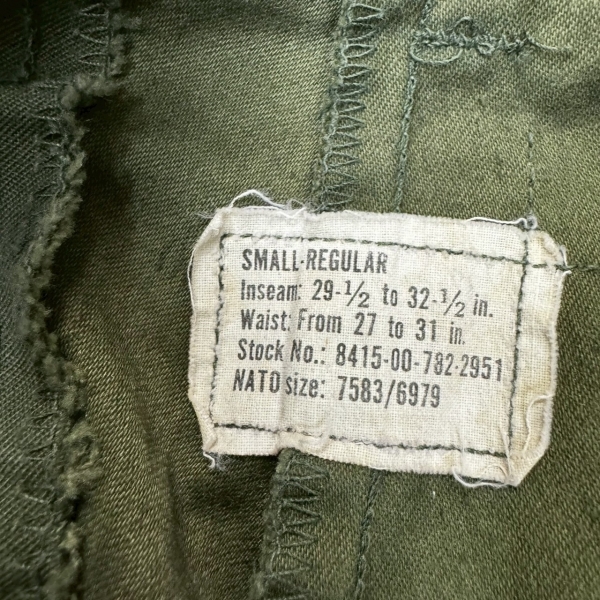 SMALL-REGULAR
Inseam: 29-1/2 to 32-1/2 in.
Waist: From 27 to 31 in.
Stock No.: 8415-00-782-2951
NATO size: 7583/6979